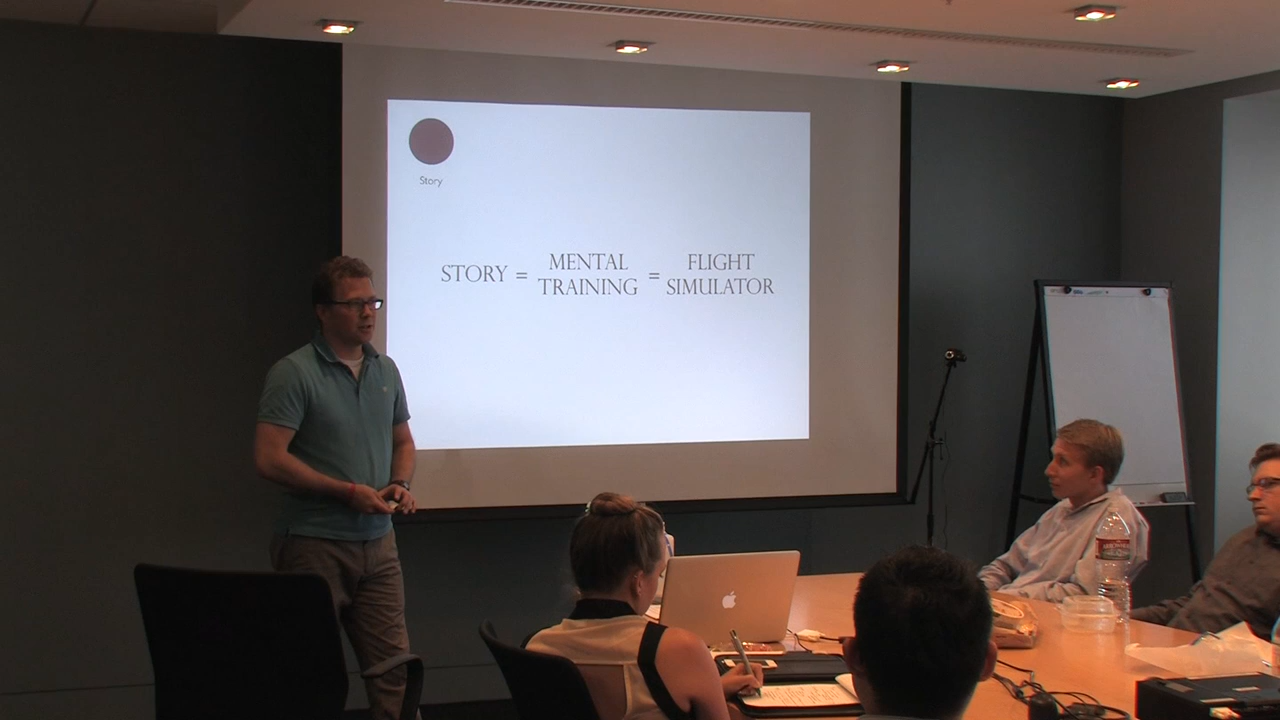 Story
STORY = MENTAL TRAINING = FLIGHT SIMULATOR